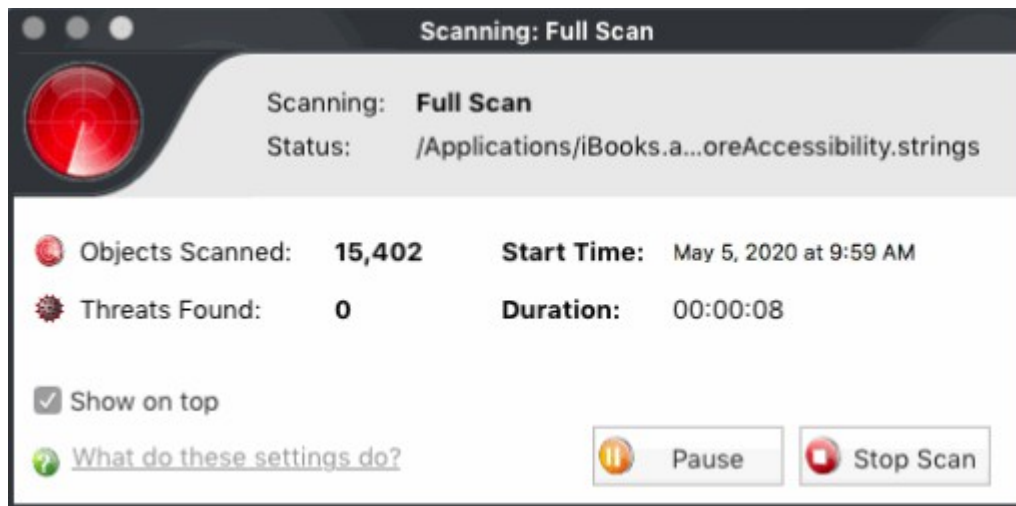 Scanning: Full Scan
Scanning: Full Scan
Status: /Applications/iBooks.a...oreAccessibility.strings
Objects Scanned: 15,402 Start Time: May 5, 2020 at 9:59 AM
Threats Found: 0 Duration: 00:00:08
Show on top
What do these settings do? Pause Stop Scan